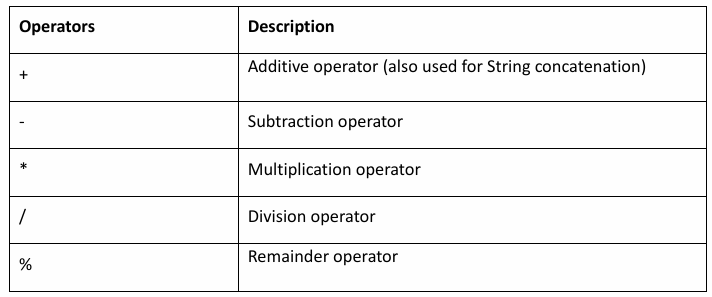 Operators Description
+ Additive operator (also used for String concatenation)
- Subtraction operator
* Multiplication operator
/ Division operator
% Remainder operator